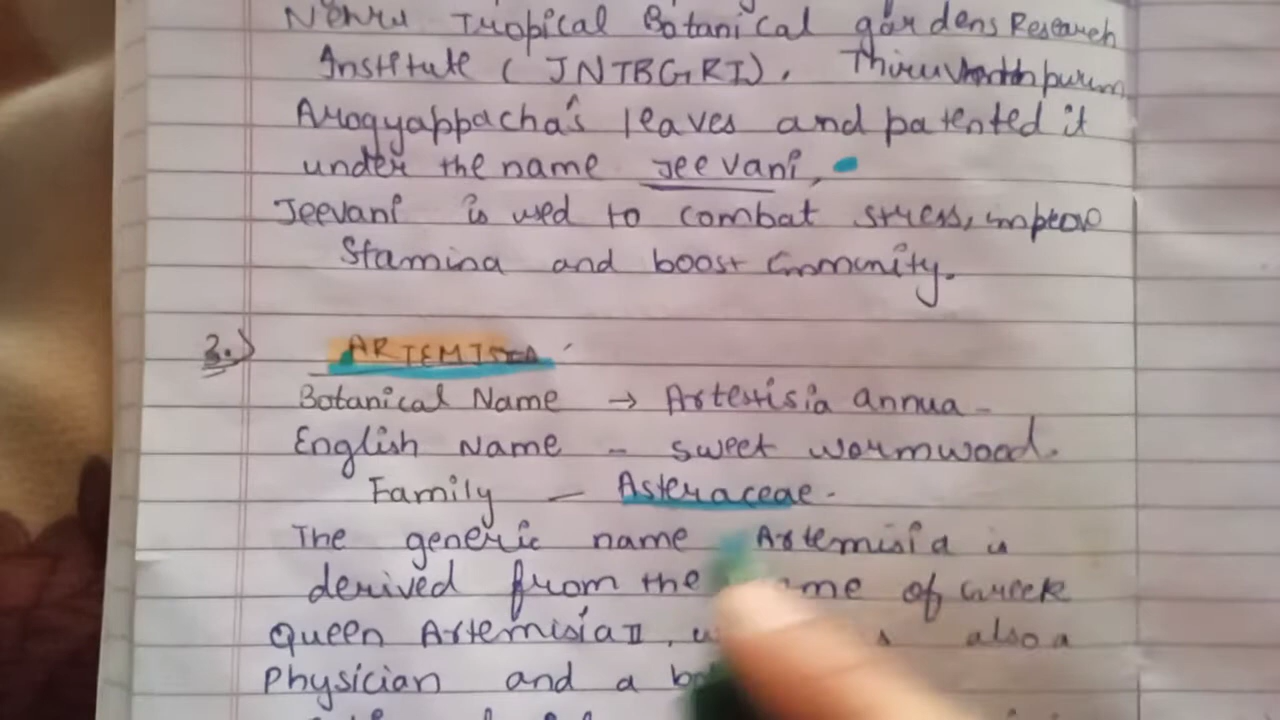 Nehru Tropical Botanical gardens Research
Institute (JNTBGRI), 
Arogyappacha's leaves and patented it
under the name Jeevani,
Jeevani is used to combat stress, improve
Stamina and boost immunity.
3.) ARTEMISIA
Botanical Name → Artemisia annua -
English Name - sweet wormwood.
Family - Asteraceae.
The generic name Artemisia is
derived from the of Greek
Queen Artemisia II, also a
Physician and a